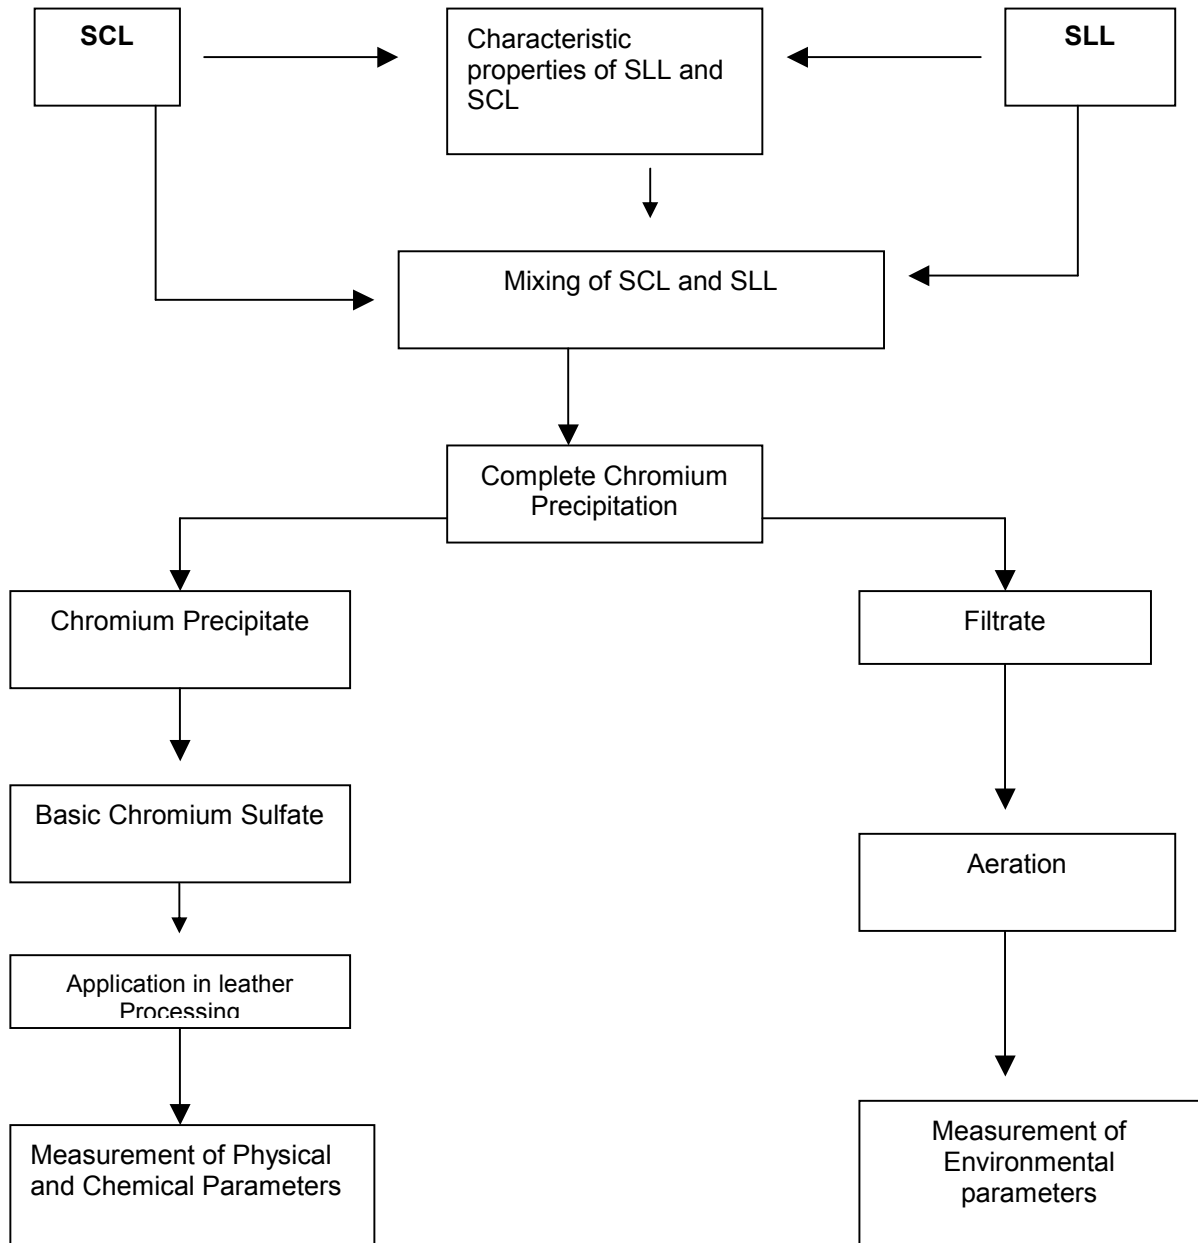 SCL
Characteristic
properties of SLL and
SCL
SLL
Mixing of SCL and SLL
Complete Chromium
Precipitation
Chromium Precipitate
Filtrate
Basic Chromium Sulfate
Aeration
Application in leather
Processing
Measurement of Physical
and Chemical Parameters
Measurement of
Environmental
parameters